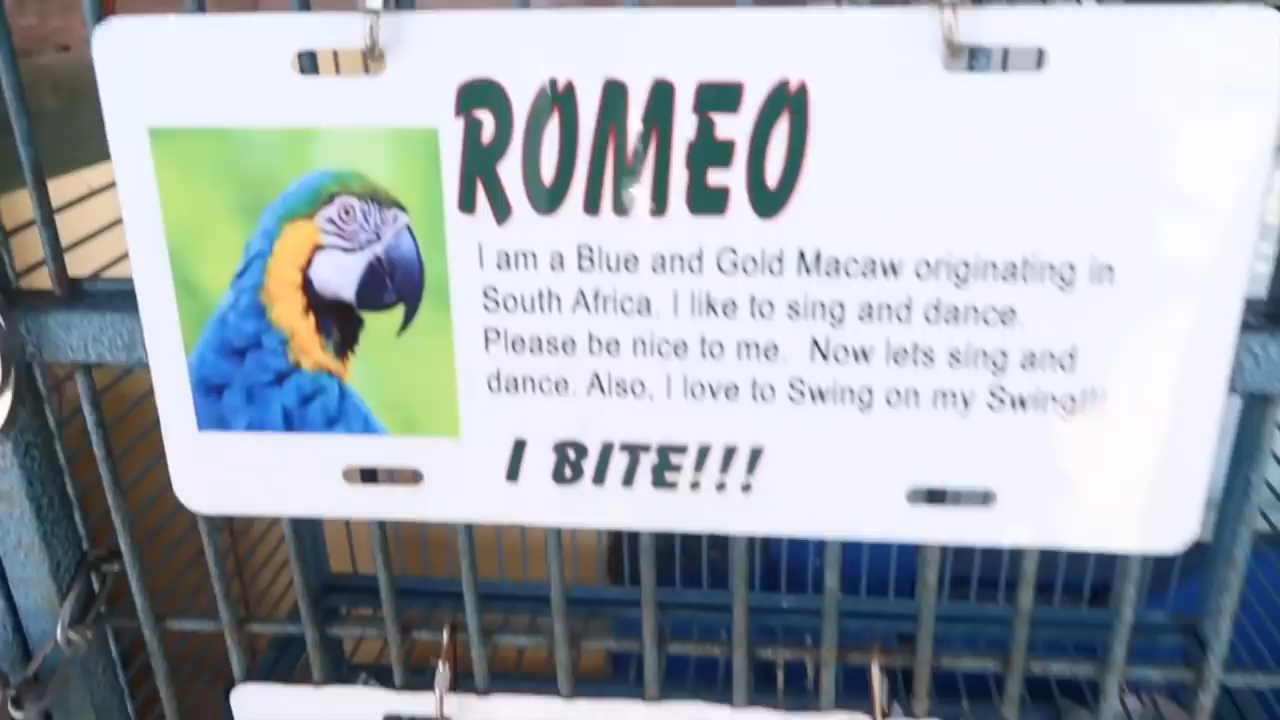 ROMEO
I am a Blue and Gold Macaw originating in
South Africa. I like to sing and dance.
Please be nice to me. Now lets sing and
dance. Also, I love to Swing on my Swing!!!
I BITE!!!